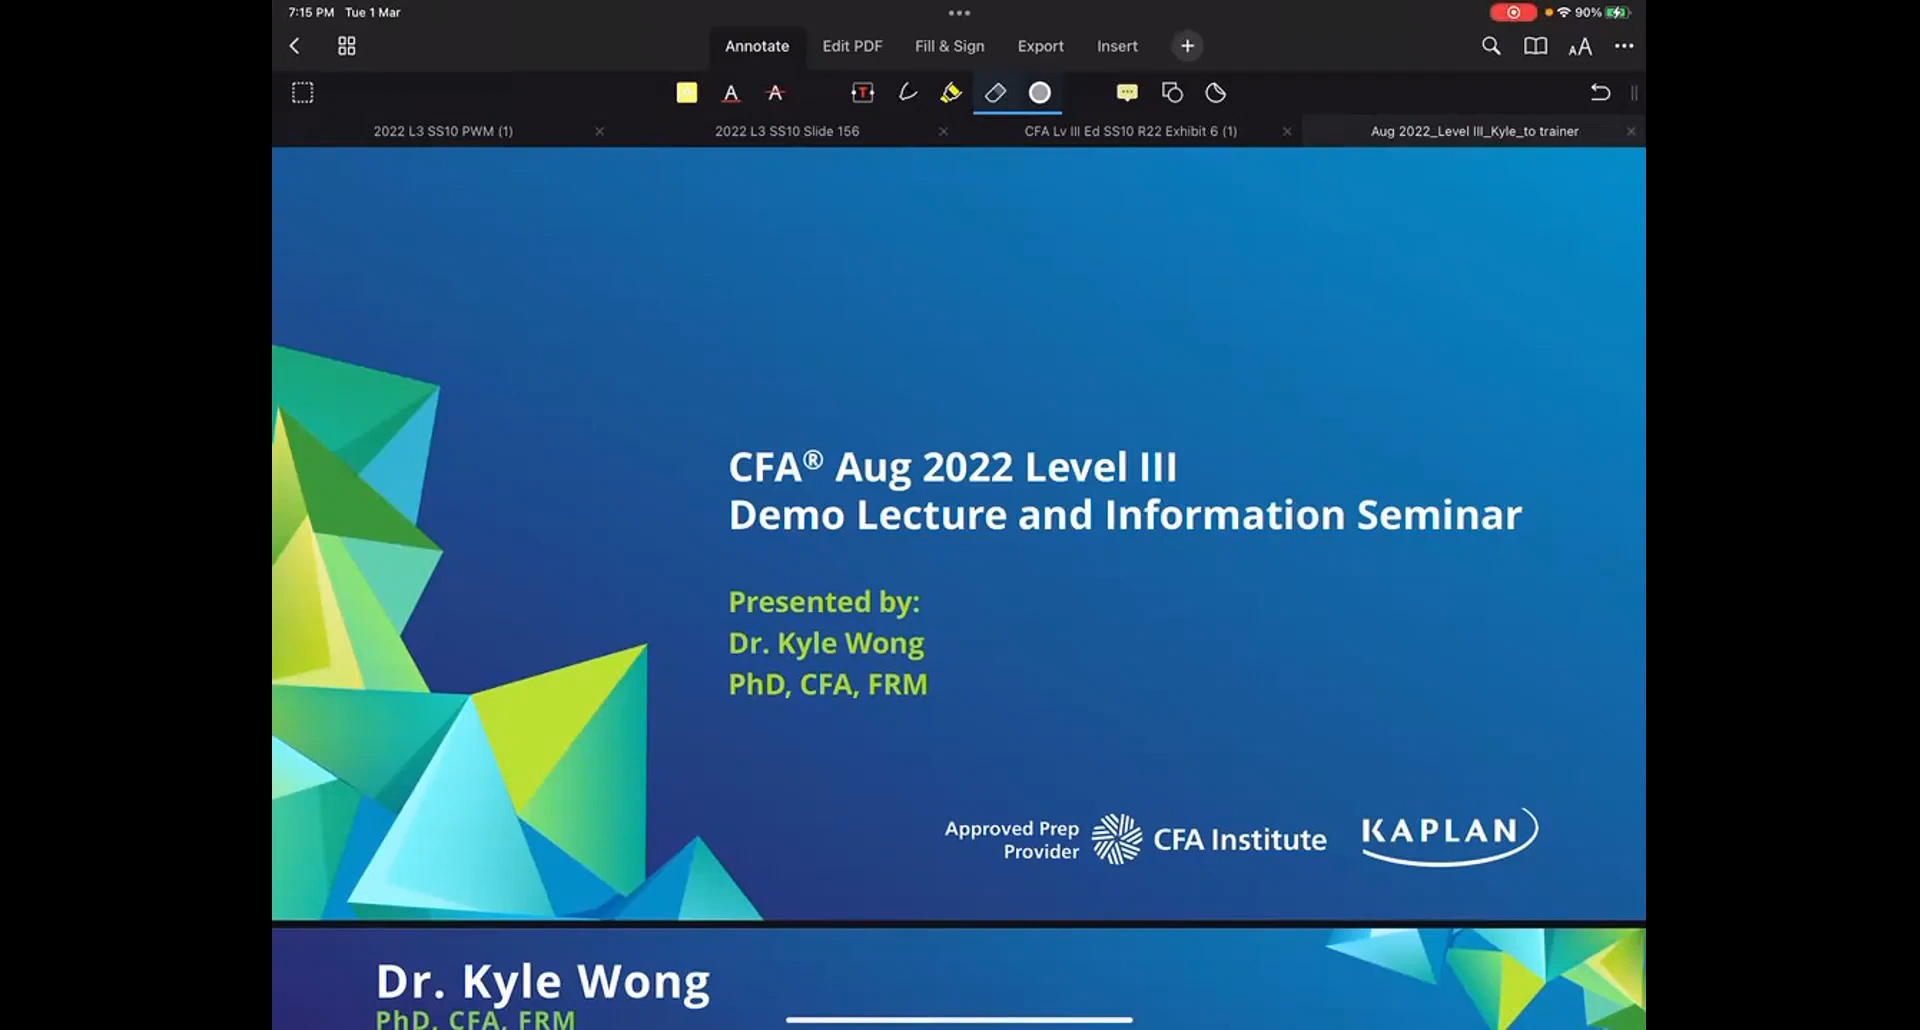 7:15 PM Tue 1 Mar
90%
Annotate Edit PDF Fill & Sign Export Insert
2022 L3 SS10 PWM (1)
2022 L3 SS10 Slide 156
CFA Lv III Ed SS10 R22 Exhibit 6 (1)
Aug 2022_Level III_Kyle_to trainer
CFA® Aug 2022 Level III
Demo Lecture and Information Seminar
Presented by:
Dr. Kyle Wong
PhD, CFA, FRM
Approved Prep
Provider
CFA Institute
KAPLAN
Dr. Kyle Wong
PhD, CFA, FRM